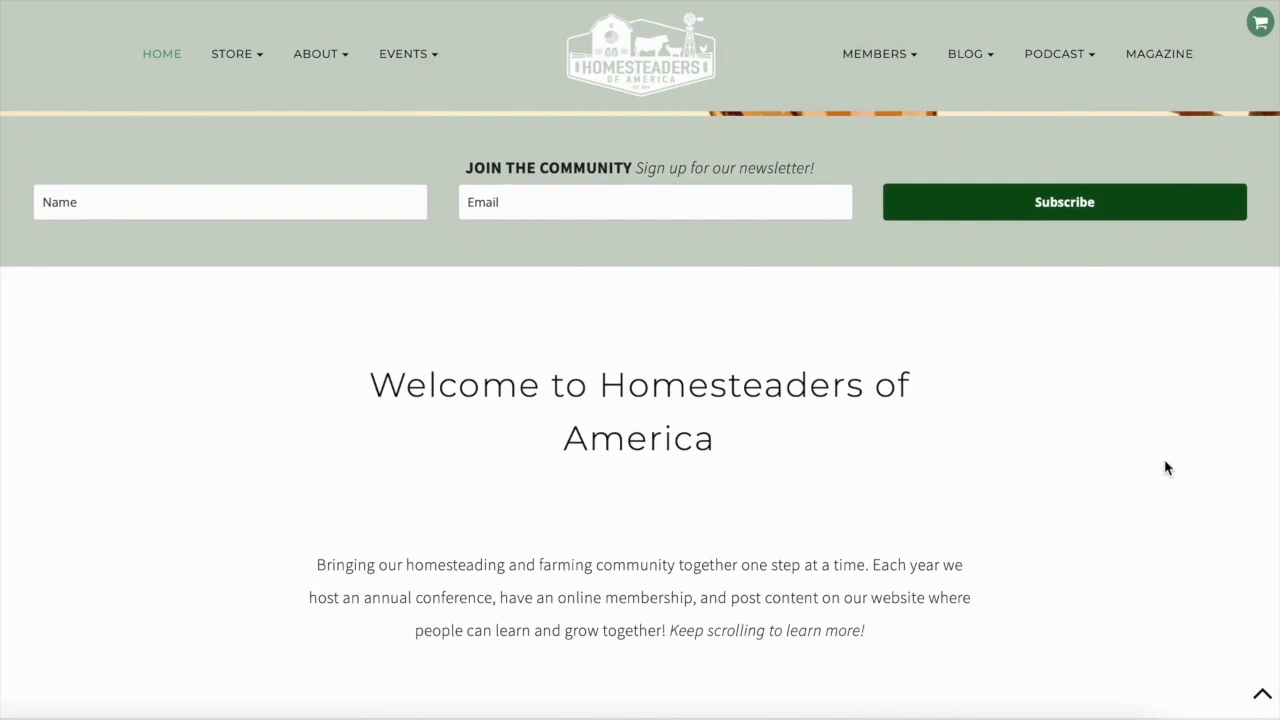 HOME STORE ABOUT EVENTS
HOMESTEADERS
OF AMERICA
MEMBERS BLOG PODCAST MAGAZINE
JOIN THE COMMUNITY Sign up for our newsletter!
Name
Email
Subscribe
Welcome to Homesteaders of
America
Bringing our homesteading and farming community together one step at a time. Each year we
host an annual conference, have an online membership, and post content on our website where
people can learn and grow together! Keep scrolling to learn more!